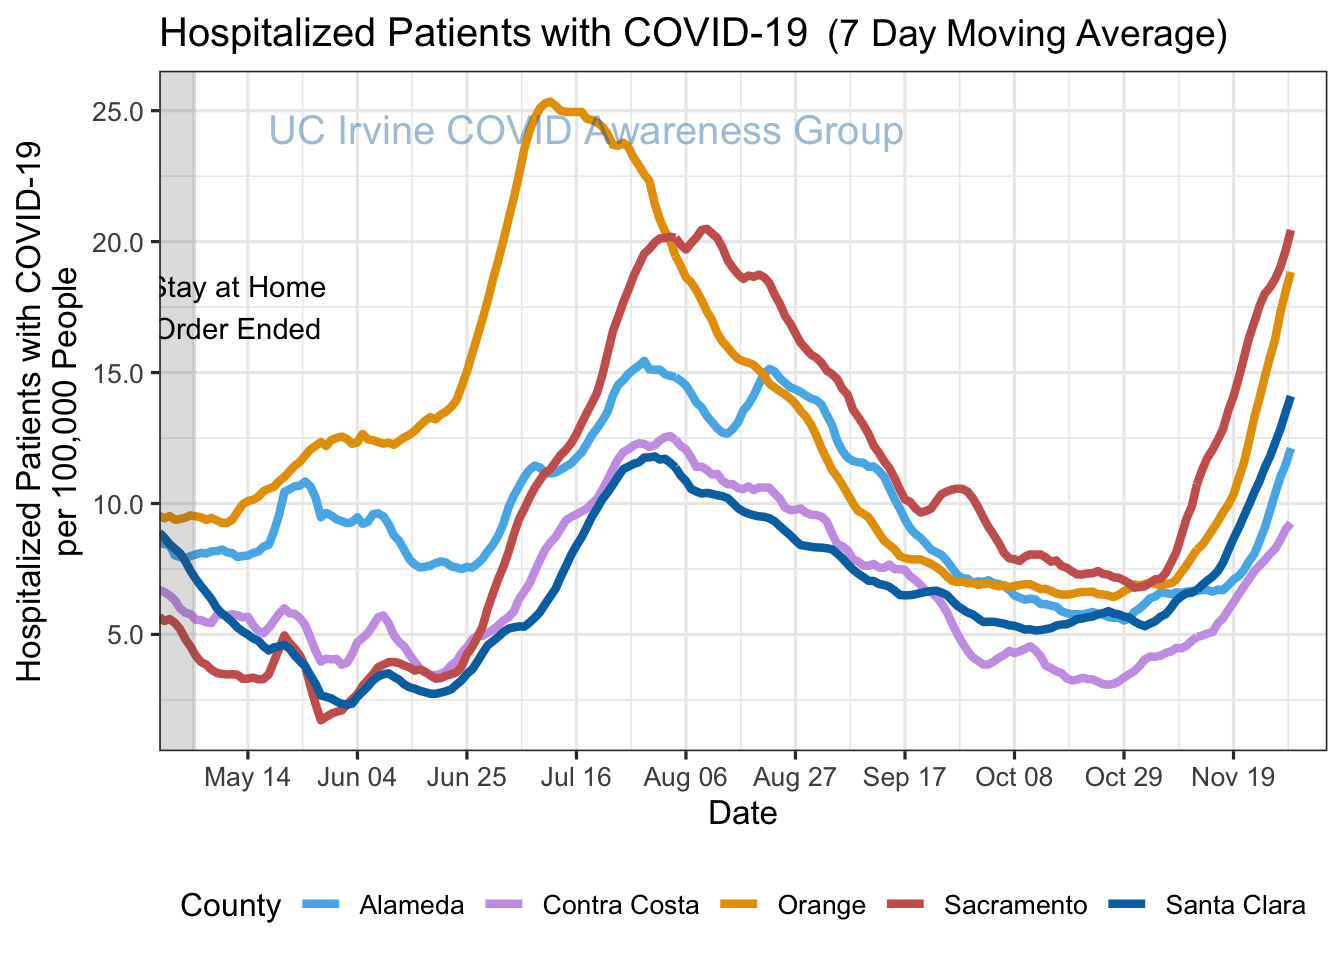 Hospitalized Patients with COVID-19 (7 Day Moving Average)
Hospitalized Patients with COVID-19
per 100,000 People
25.0
20.0
15.0
10.0
5.0
UC Irvine COVID Awareness Group
Stay at Home
Order Ended
May 14 Jun 04 Jun 25 Jul 16 Aug 06 Aug 27 Sep 17 Oct 08 Oct 29 Nov 19
Date
County Alameda Contra Costa Orange Sacramento Santa Clara